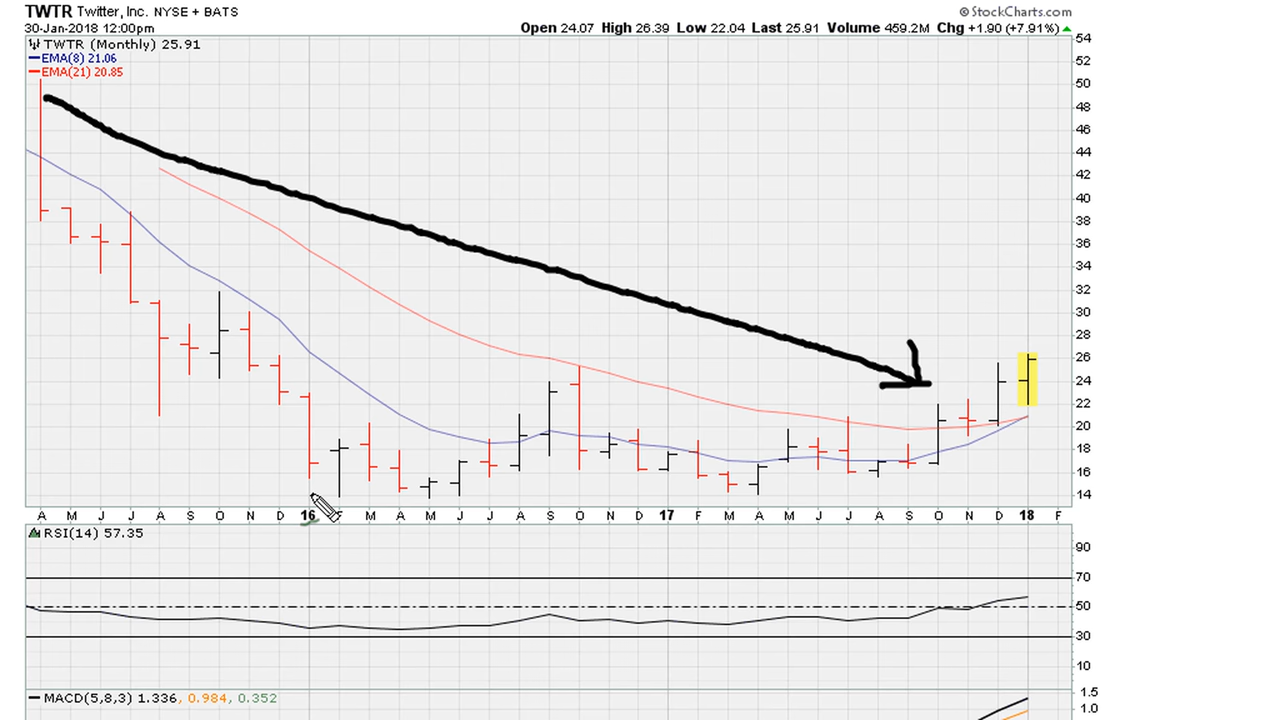 TWTR Twitter, Inc. NYSE + BATS
© StockCharts.com
30-Jan-2018 12:00pm
Open 24.07 High 26.39 Low 22.04 Last 25.91 Volume 459.2M Chg +1.90 (+7.91%)
TWTR (Monthly) 25.91
EMA(8) 21.06
EMA(21) 20.85
54
52
50
48
46
44
42
40
38
36
34
32
30
28
26
24
22
20
18
16
14
A M J J A S O N D 16 F M A M J J A S O N D 17 F M A M J J A S O N D 18 F
RSI(14) 57.35
90
70
50
30
10
MACD(5,8,3) 1.336, 0.984, 0.352
1.5
1.0